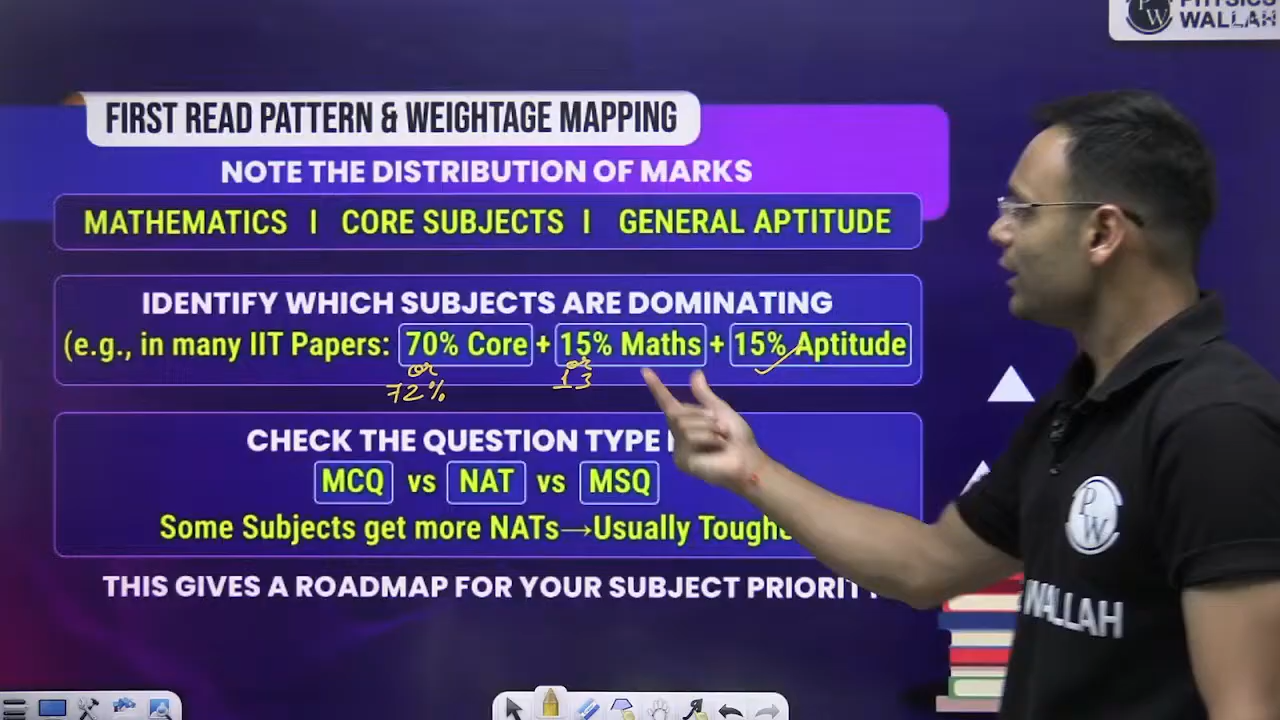 PHYSICS
WALLAH
FIRST READ PATTERN & WEIGHTAGE MAPPING
NOTE THE DISTRIBUTION OF MARKS
MATHEMATICS | CORE SUBJECTS | GENERAL APTITUDE
IDENTIFY WHICH SUBJECTS ARE DOMINATING
(e.g., in many IIT Papers: 70% Core + 15% Maths + 15% Aptitude
or or
72% 13
CHECK THE QUESTION TYPE
MCQ vs NAT vs MSQ
Some Subjects get more NATs→Usually Toughe
THIS GIVES A ROADMAP FOR YOUR SUBJECT PRIORIT
PW
WALLAH